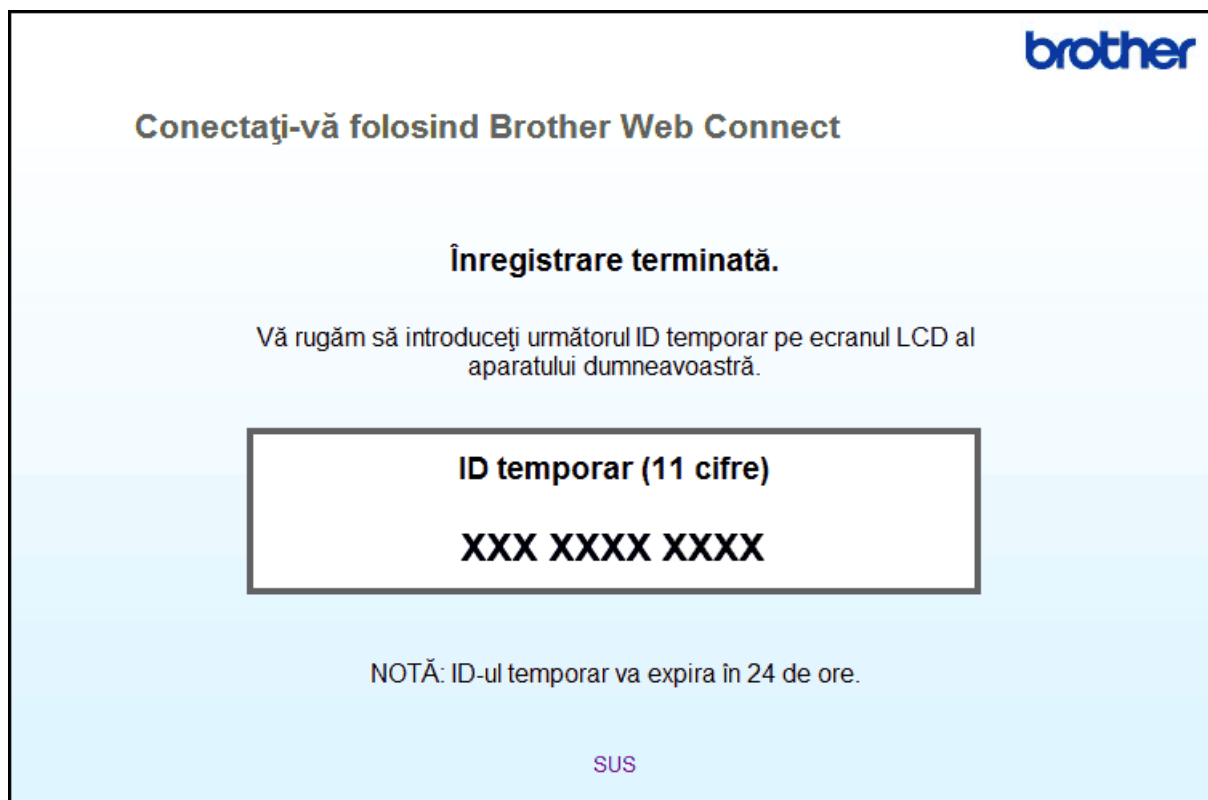 brother
Conectaţi-vă folosind Brother Web Connect
Înregistrare terminată.
Vă rugăm să introduceţi următorul ID temporar pe ecranul LCD al
aparatului dumneavoastră.
ID temporar (11 cifre)
XXX XXXX XXXX
NOTĂ: ID-ul temporar va expira în 24 de ore.
SUS